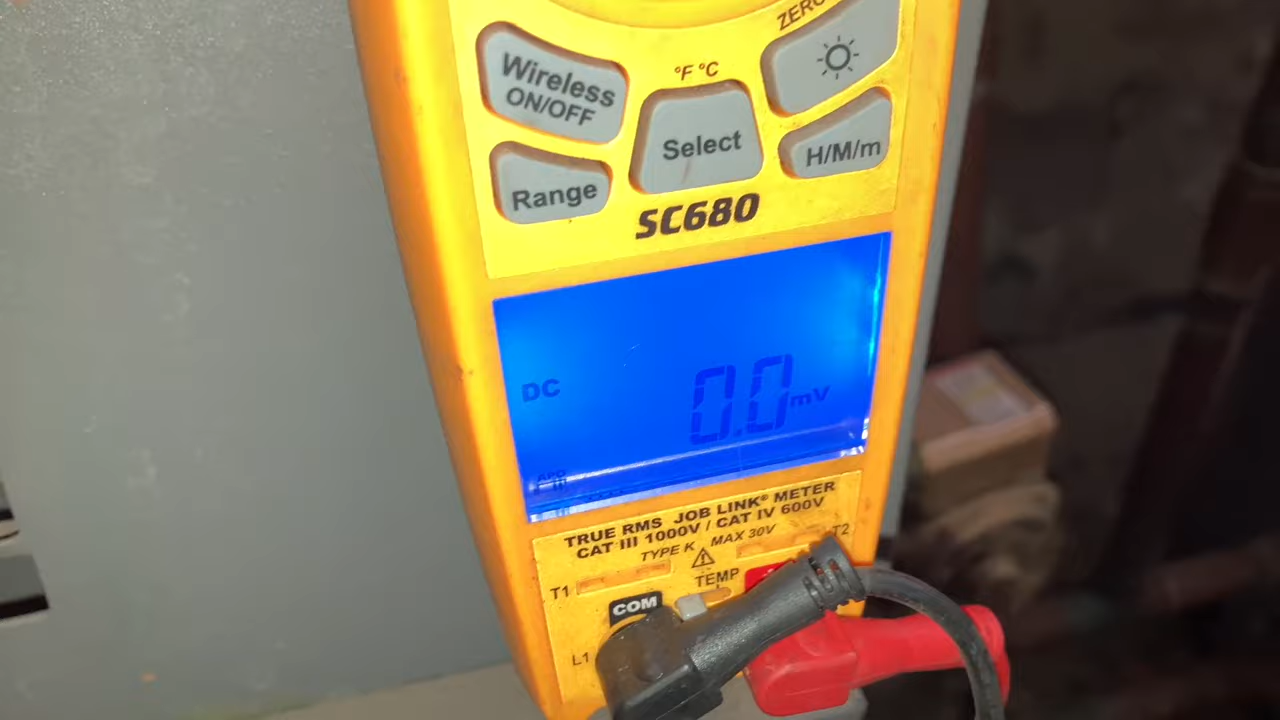 ZERO
Wireless
ON/OFF
°F °C
Select
H/M/m
Range
SC680
DC
0.0 mV
APO
TRUE RMS JOB LINK® METER
CAT III 1000V / CAT IV 600V
TYPE K
MAX 30V
T2
T1
TEMP
COM
L1